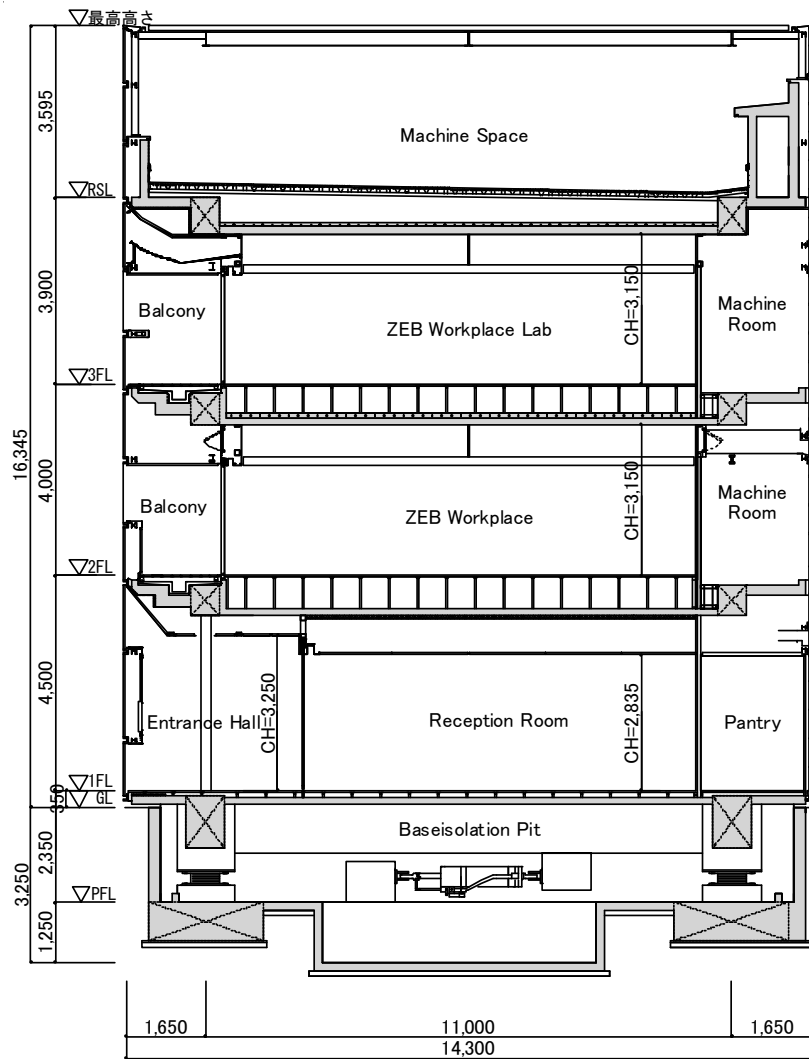 ▽最高高さ
3,595
Machine Space
▽RSL
3,900
Balcony
ZEB Workplace Lab
CH=3,150
Machine
Room
▽3FL
16,345
4,000
Balcony
ZEB Workplace
CH=3,150
Machine
Room
▽2FL
4,500
Entrance Hall
CH=3,250
Reception Room
CH=2,835
Pantry
▽1FL
350
▽GL
Baseisolation Pit
2,350
3,250
▽PFL
1,250
1,650
11,000
1,650
14,300